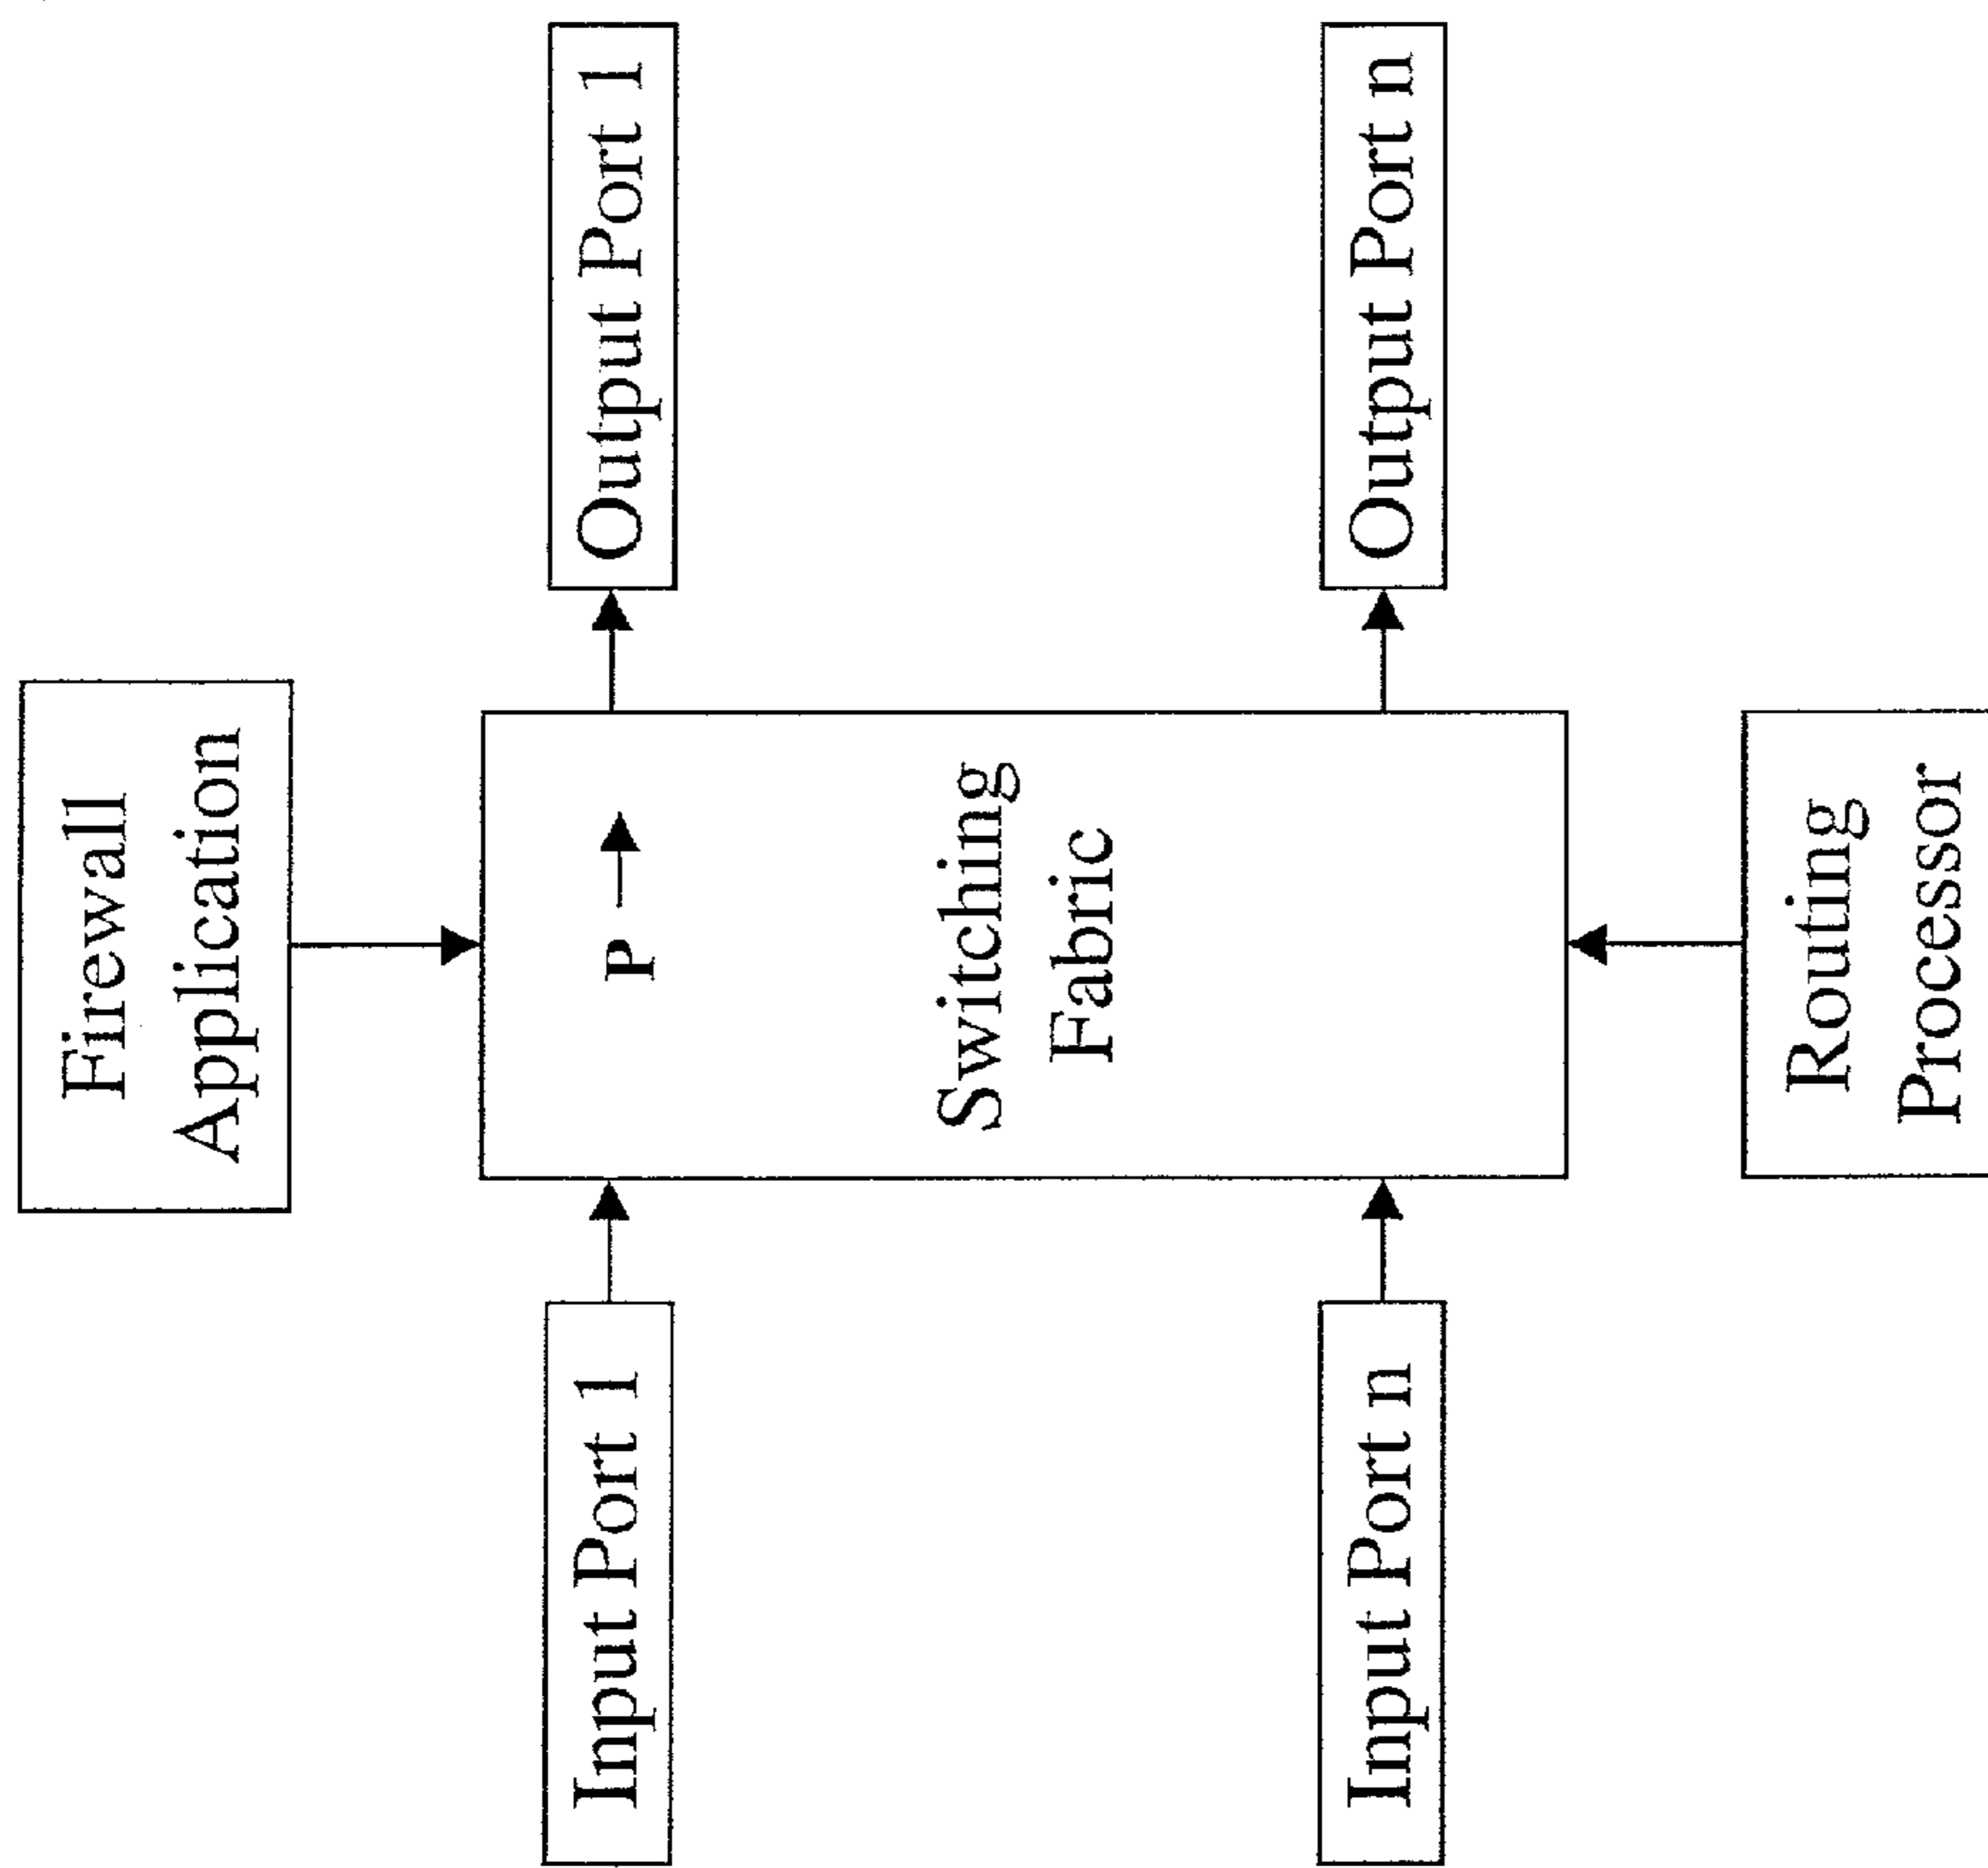 Firewall
Application
Input Port 1
P
Output Port 1
Switching
Fabric
Input Port n
Output Port n
Routing
Processor